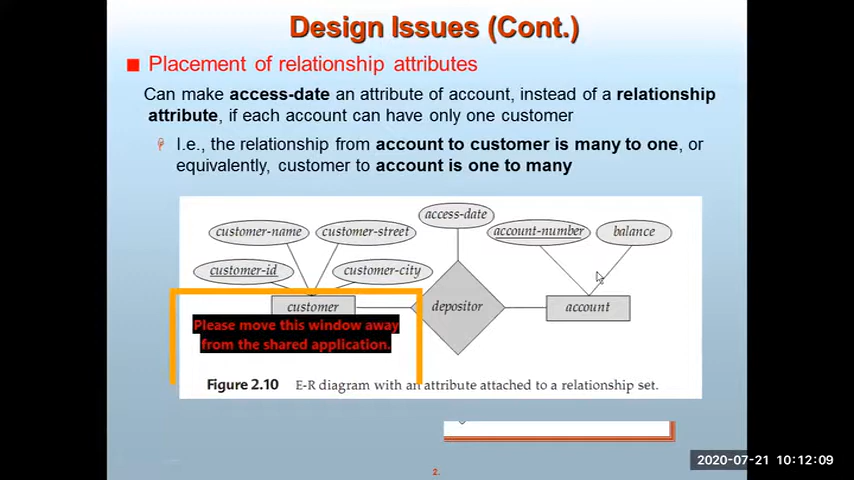 Design Issues (Cont.)
Placement of relationship attributes
Can make access-date an attribute of account, instead of a relationship
attribute, if each account can have only one customer
I.e., the relationship from account to customer is many to one, or
equivalently, customer to account is one to many
access-date
customer-name customer-street account-number balance
customer-id customer-city
customer depositor account
Please move this window away
from the shared application.
Figure 2.10 E-R diagram with an attribute attached to a relationship set.
2020-07-21 10:12:09
2.